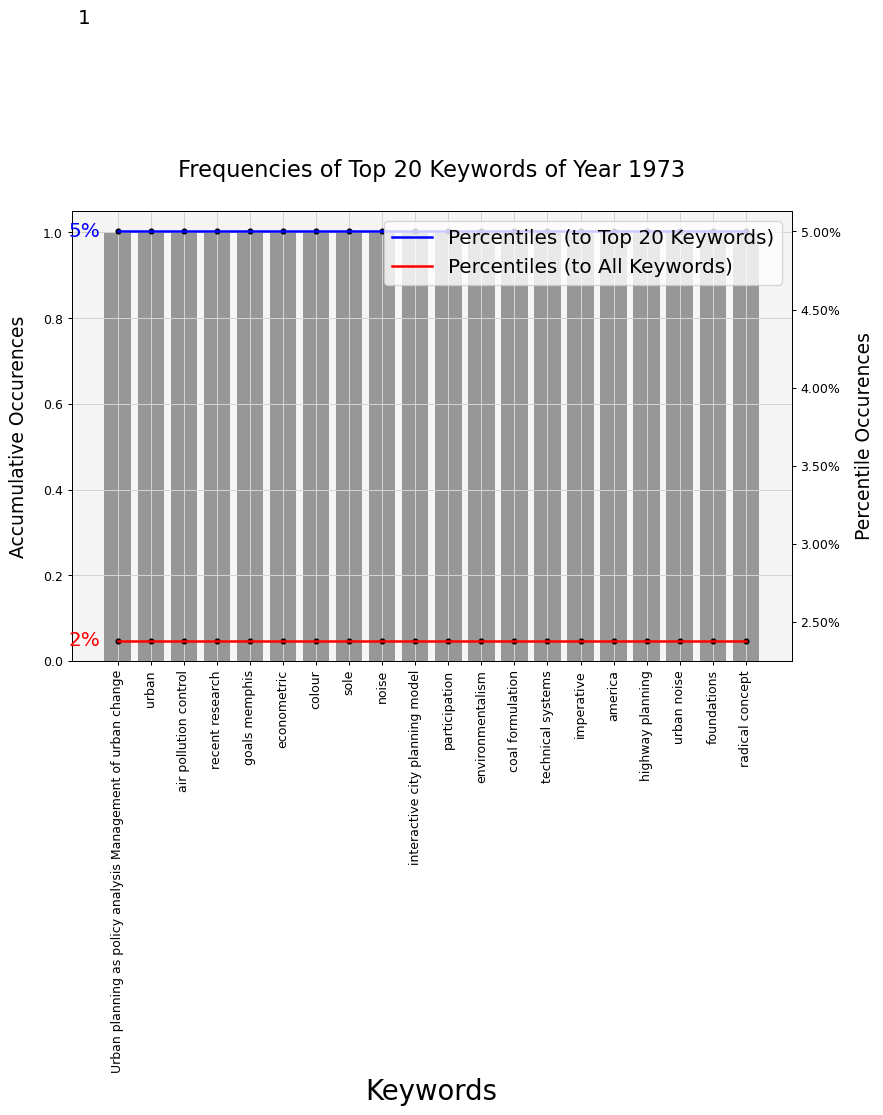 1
Frequencies of Top 20 Keywords of Year 1973
5%
2%
Percentiles (to Top 20 Keywords)
Percentiles (to All Keywords)
Accumulative Occurences
1.0
0.8
0.6
0.4
0.2
0.0
5.00%
4.50%
4.00%
3.50%
3.00%
2.50%
Percentile Occurences
Urban planning as policy analysis Management of urban change
urban
air pollution control
recent research
goals memphis
econometric
colour
sole
noise
interactive city planning model
participation
environmentalism
coal formulation
technical systems
imperative
america
highway planning
urban noise
foundations
radical concept
Keywords